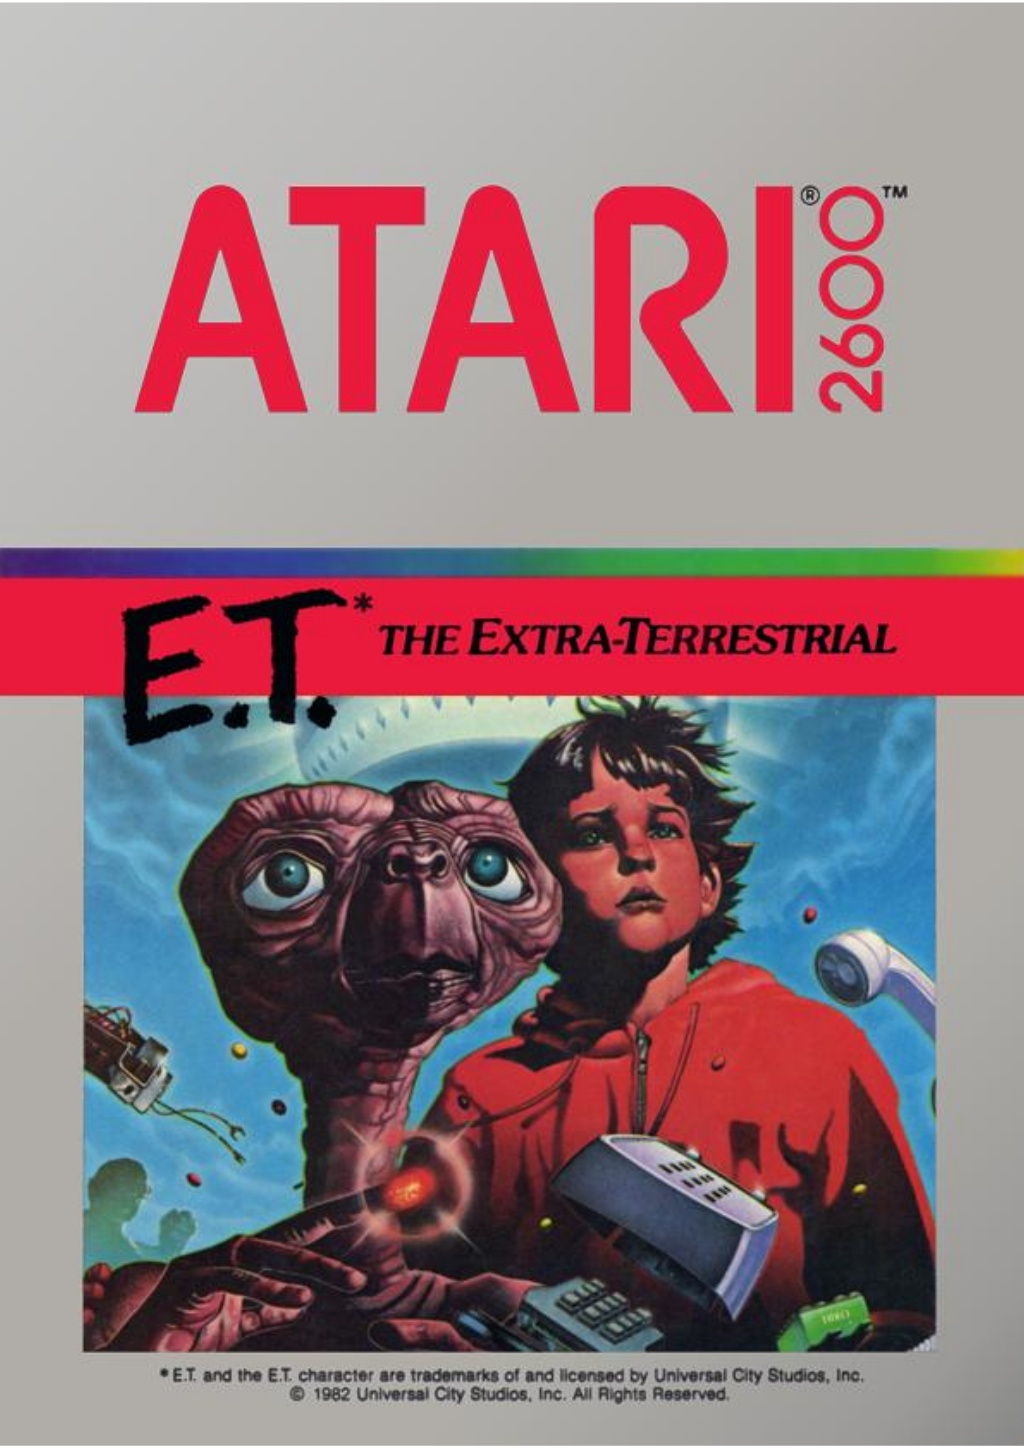 ATARI® 2600™
E.T.* THE EXTRA-TERRESTRIAL
* E.T. and the E.T. character are trademarks of and licensed by Universal City Studios, Inc.
© 1982 Universal City Studios, Inc. All Rights Reserved.